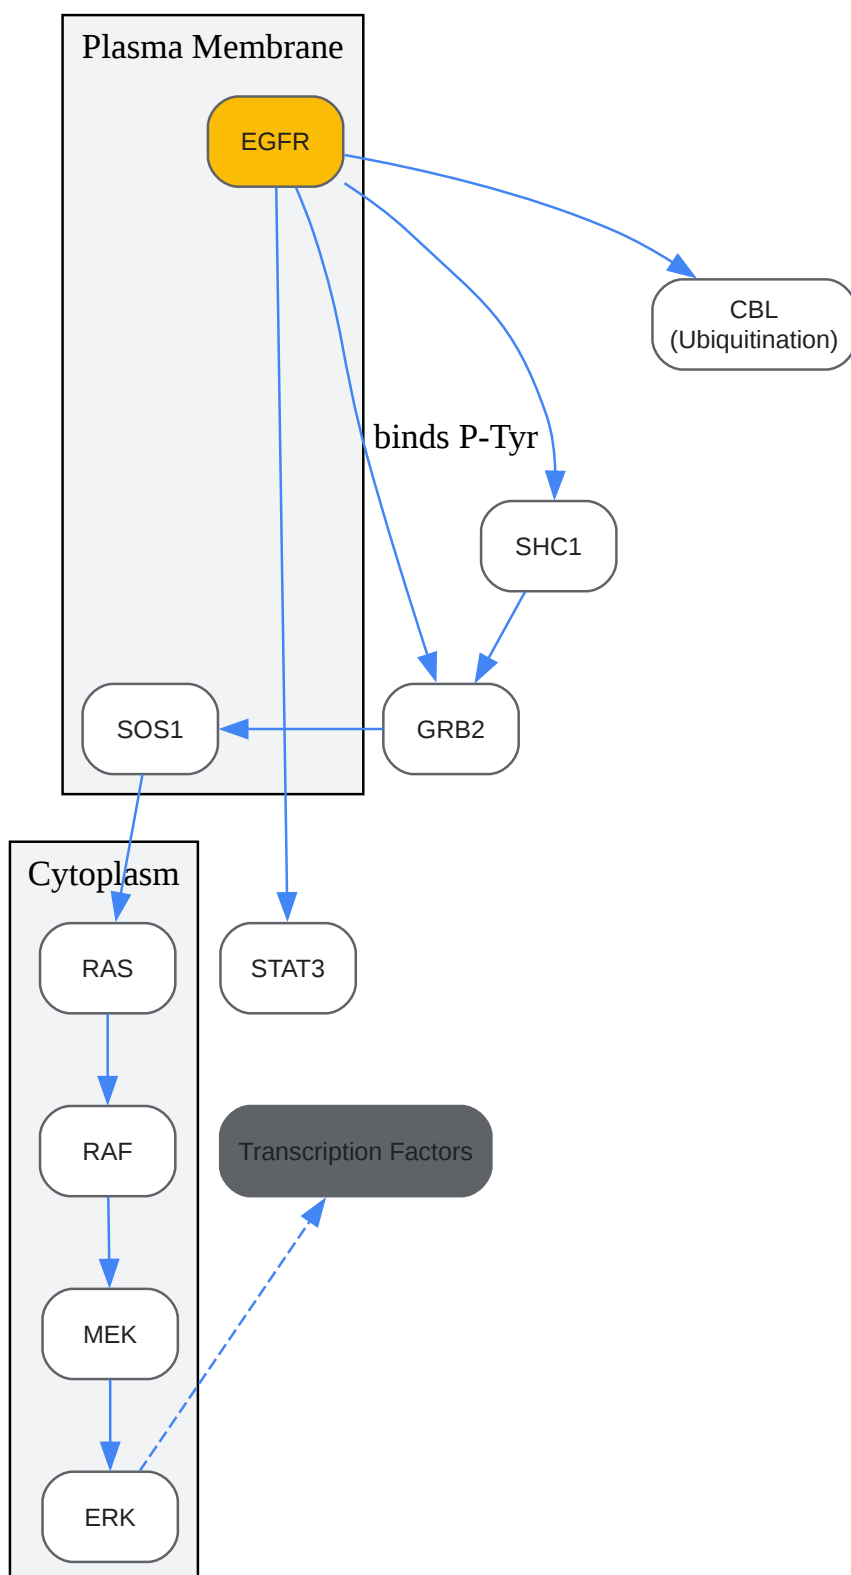 Plasma Membrane
EGFR
CBL
(Ubiquitination)
binds P-Tyr
SHC1
SOS1
GRB2
Cytoplasm
RAS
STAT3
RAF
Transcription Factors
MEK
ERK